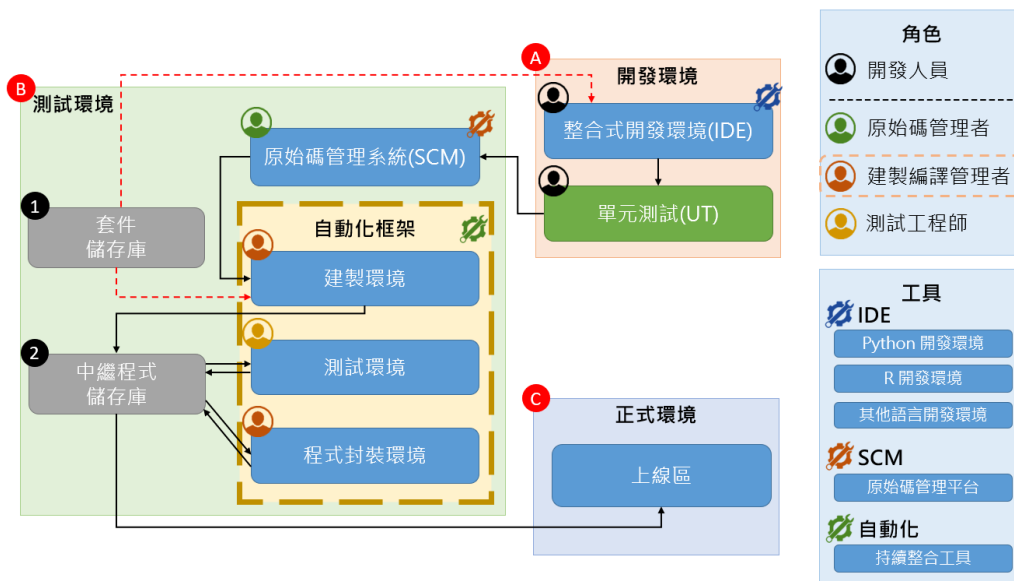 A
開發環境
整合式開發環境(IDE)
單元測試(UT)
B
測試環境
原始碼管理系統(SCM)
1
套件
儲存庫
自動化框架
建製環境
2
中繼程式
儲存庫
測試環境
程式封裝環境
C
正式環境
上線區
角色
開發人員
原始碼管理者
建製編譯管理者
測試工程師
工具
IDE
Python 開發環境
R 開發環境
其他語言開發環境
SCM
原始碼管理平台
自動化
持續整合工具